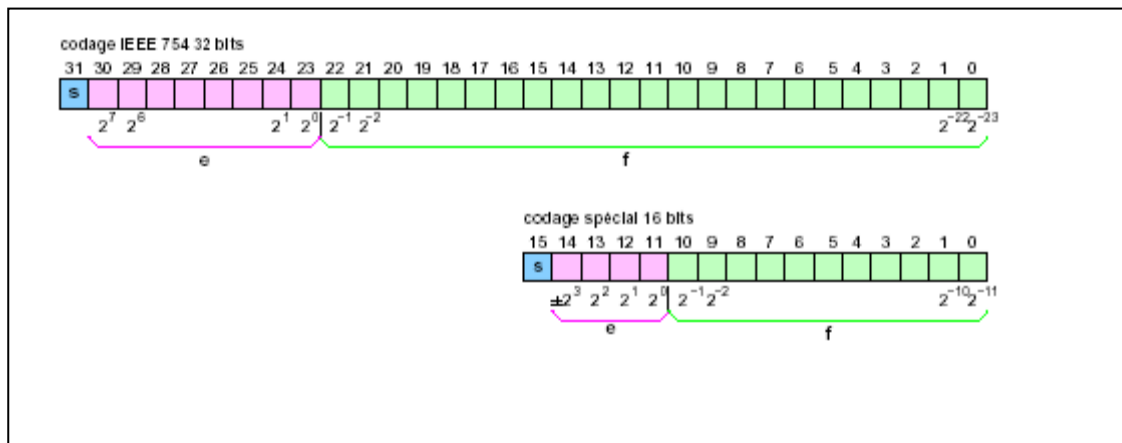 codage IEEE 754 32 bits
31 30 29 28 27 26 25 24 23 22 21 20 19 18 17 16 15 14 13 12 11 10 9 8 7 6 5 4 3 2 1 0
s
2^7 2^6 2^1 2^0 2^-1 2^-2 2^-22 2^-23
e f
codage spécial 16 bits
15 14 13 12 11 10 9 8 7 6 5 4 3 2 1 0
s
±2^3 2^2 2^1 2^0 2^-1 2^-2 2^-10 2^-11
e f